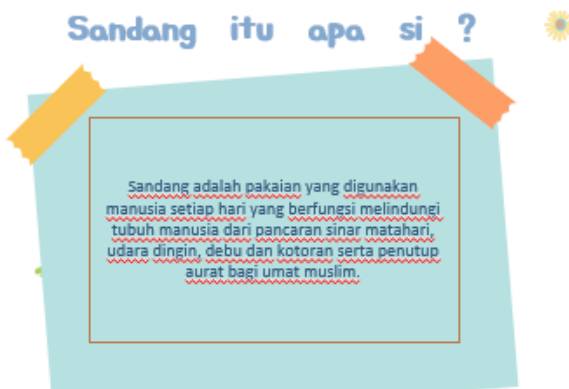 Sandang itu apa si ?
Sandang adalah pakaian yang digunakan
manusia setiap hari yang berfungsi melindungi
tubuh manusia dari pancaran sinar matahari,
udara dingin, debu dan kotoran serta penutup
aurat bagi umat muslim.